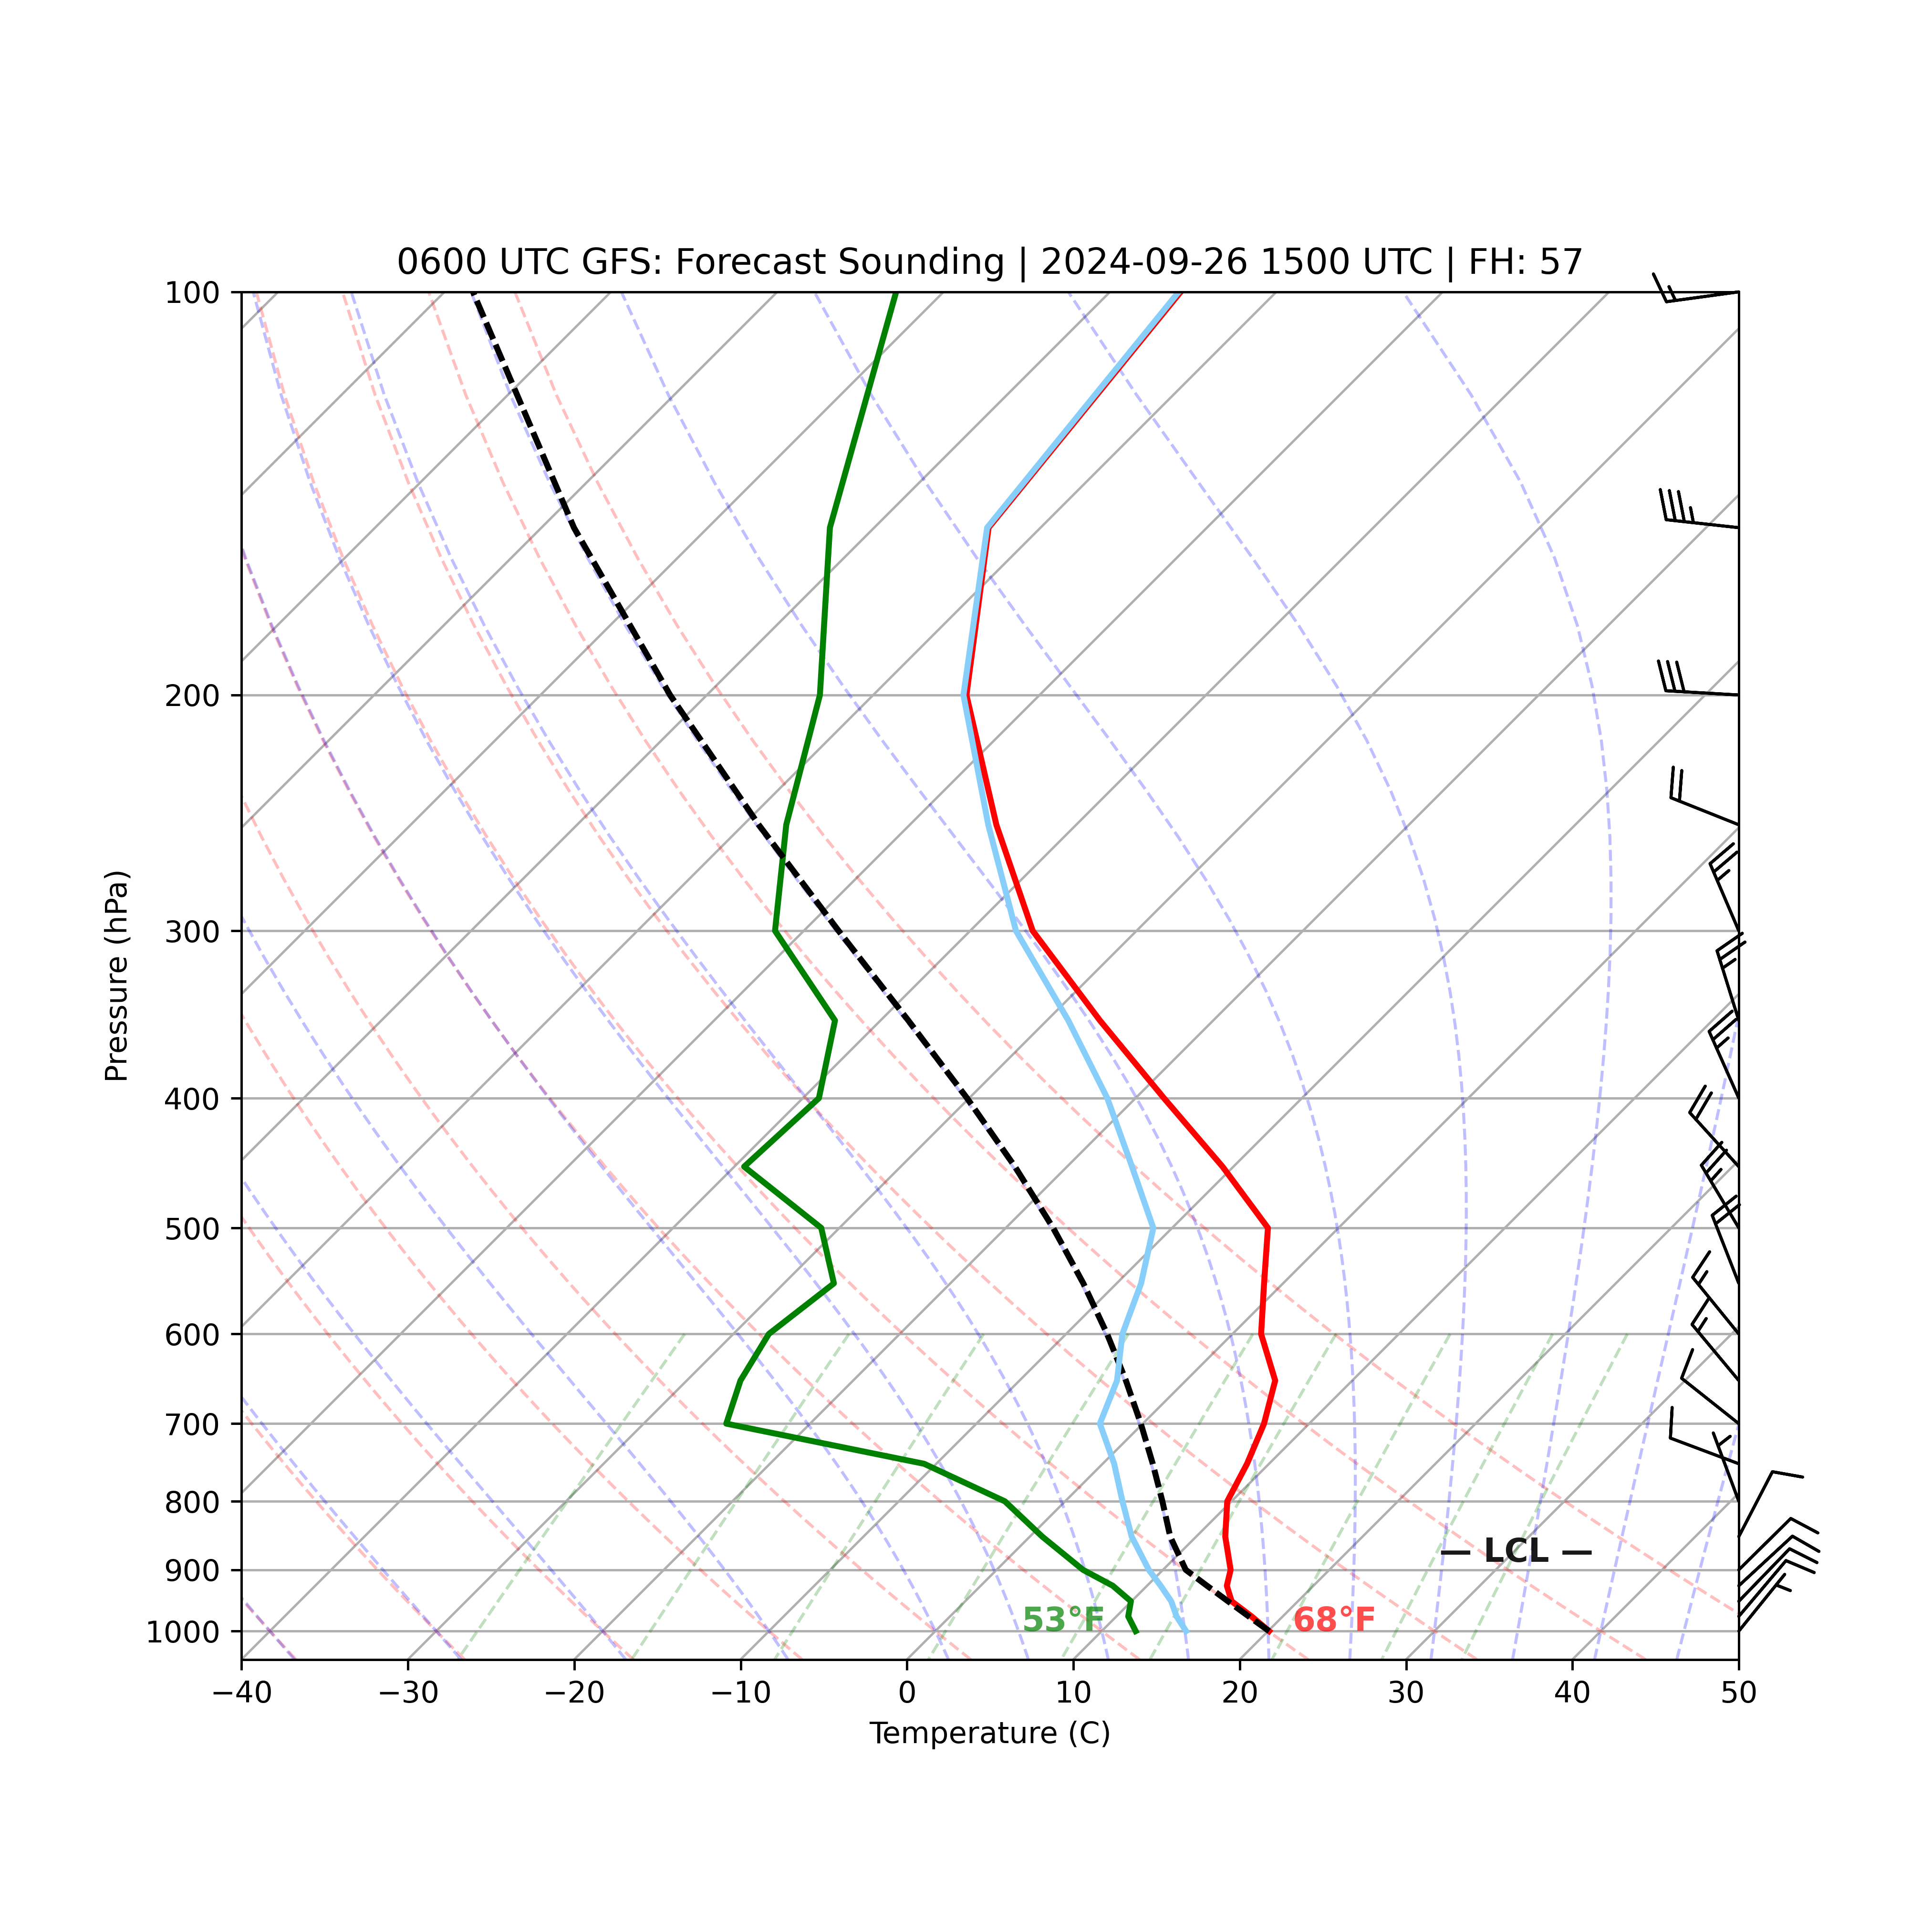 0600 UTC GFS: Forecast Sounding | 2024-09-26 1500 UTC | FH: 57
100
200
300
400
500
600
700
800
900
1000
Pressure (hPa)
— LCL —
53°F
68°F
−40 −30 −20 −10 0 10 20 30 40 50
Temperature (C)